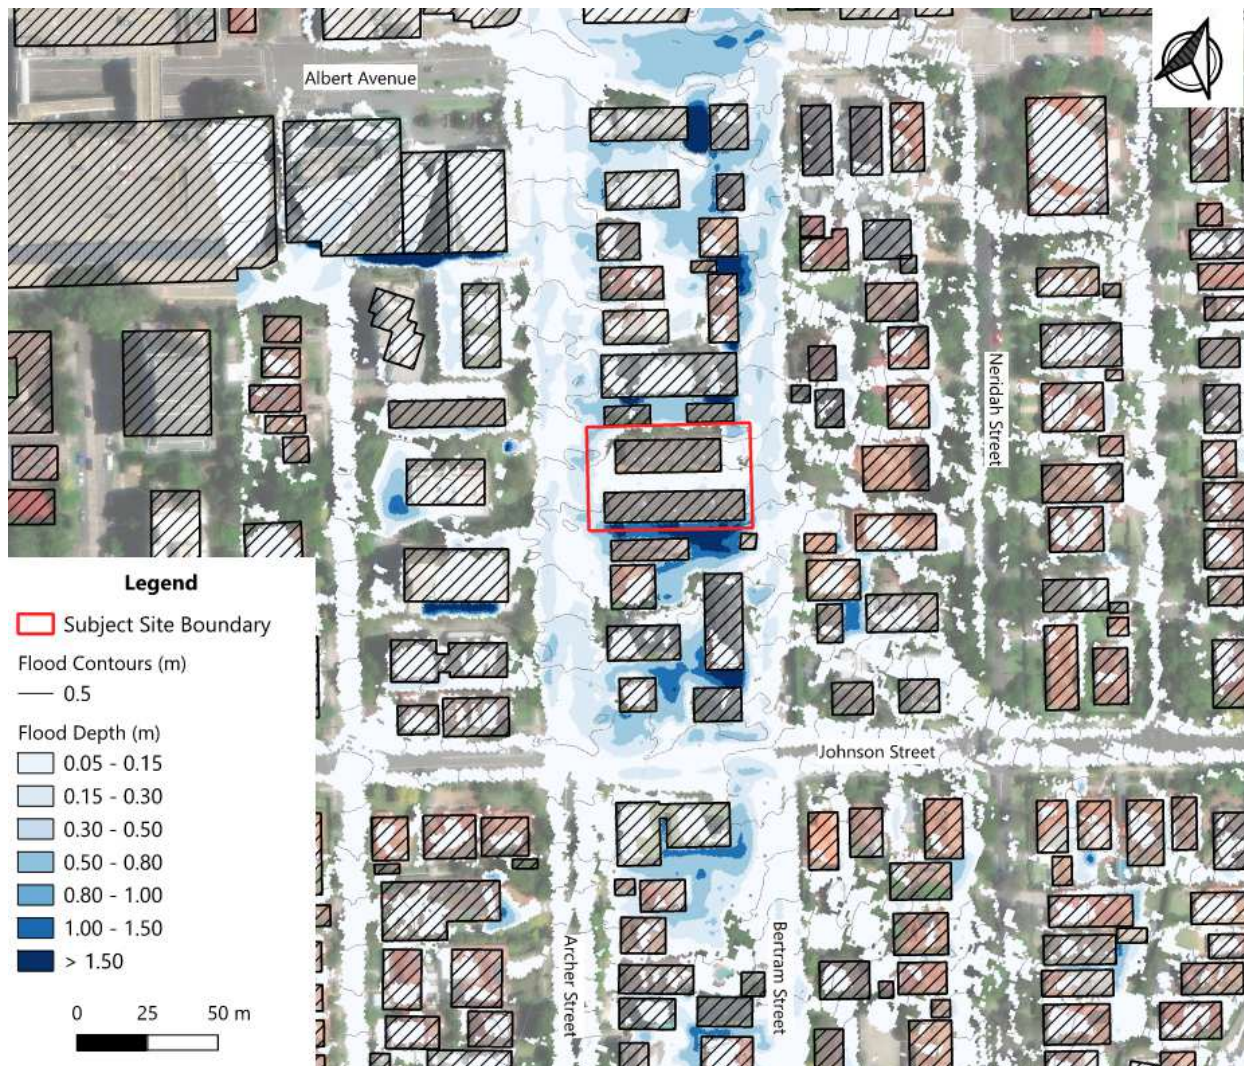 Albert Avenue
Neridah Street
Legend
Subject Site Boundary
Flood Contours (m)
0.5
Flood Depth (m)
0.05 - 0.15
0.15 - 0.30
0.30 - 0.50
0.50 - 0.80
0.80 - 1.00
1.00 - 1.50
> 1.50
0 25 50 m
Johnson Street
Archer Street
Bertram Street